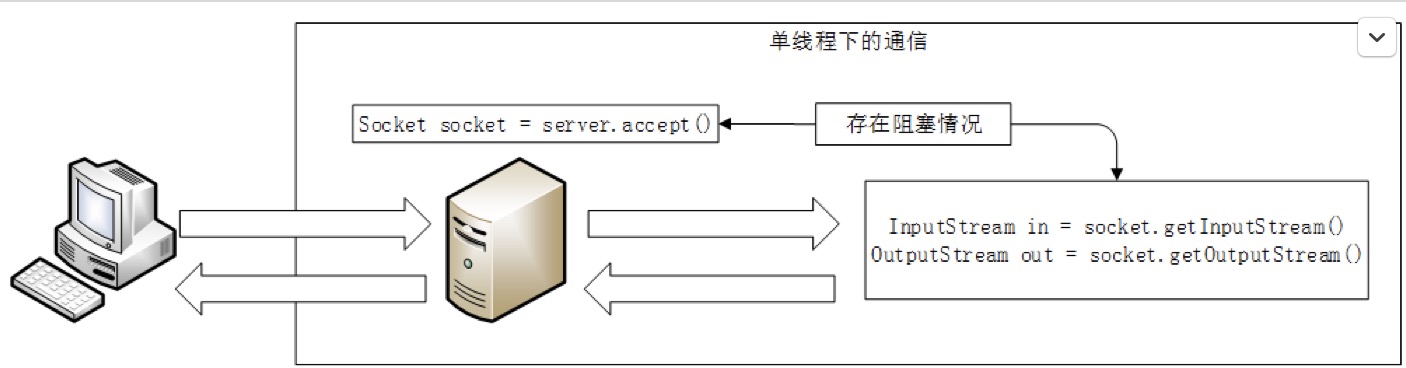 单线程下的通信
Socket socket = server.accept()
存在阻塞情况
InputStream in = socket.getInputStream()
OutputStream out = socket.getOutputStream()